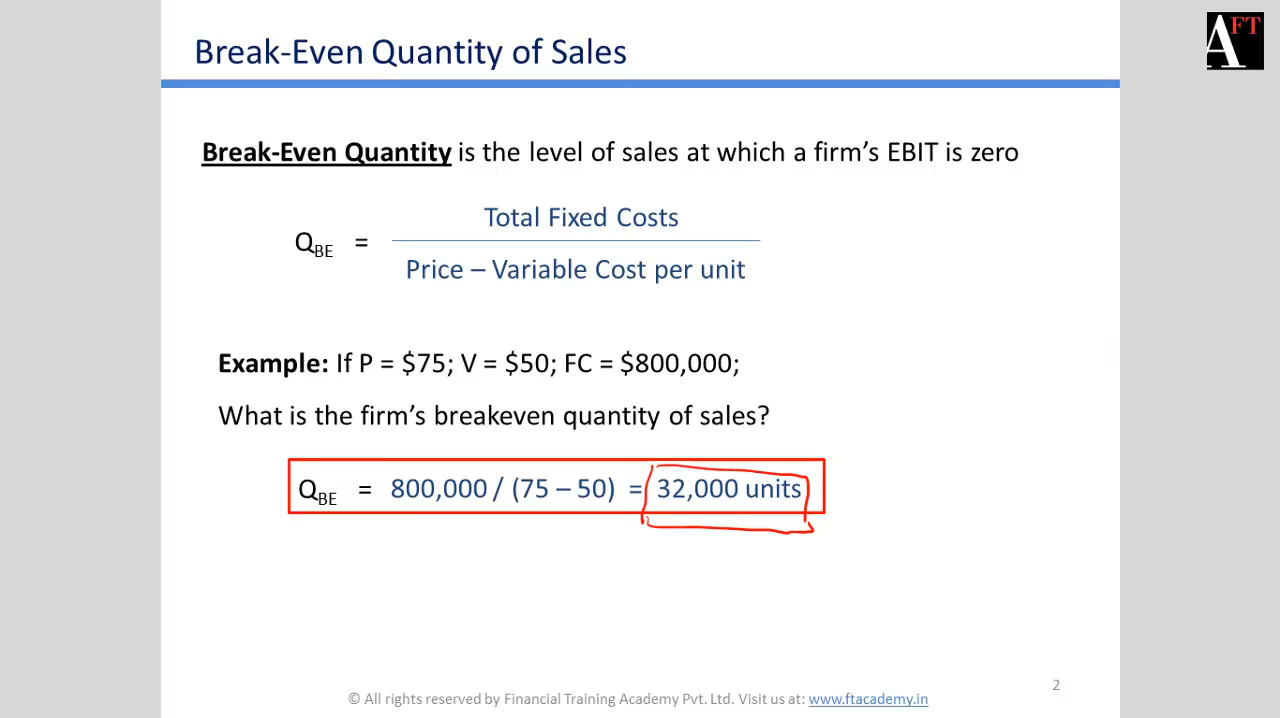 Break-Even Quantity of Sales
AFT
Break-Even Quantity is the level of sales at which a firm's EBIT is zero
Total Fixed Costs
QBE =
Price – Variable Cost per unit
Example: If P = $75; V = $50; FC = $800,000;
What is the firm's breakeven quantity of sales?
QBE = 800,000 / (75 – 50) = 32,000 units
2
© All rights reserved by Financial Training Academy Pvt. Ltd. Visit us at: www.ftacademy.in